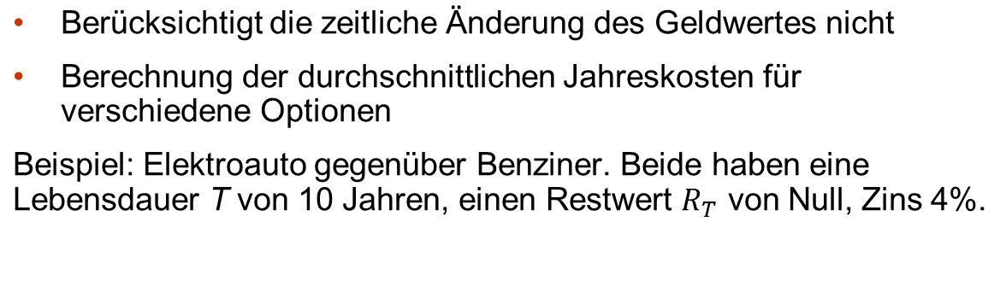 • Berücksichtigt die zeitliche Änderung des Geldwertes nicht
• Berechnung der durchschnittlichen Jahreskosten für
verschiedene Optionen
Beispiel: Elektroauto gegenüber Benziner. Beide haben eine
Lebensdauer T von 10 Jahren, einen Restwert R_T von Null, Zins 4%.